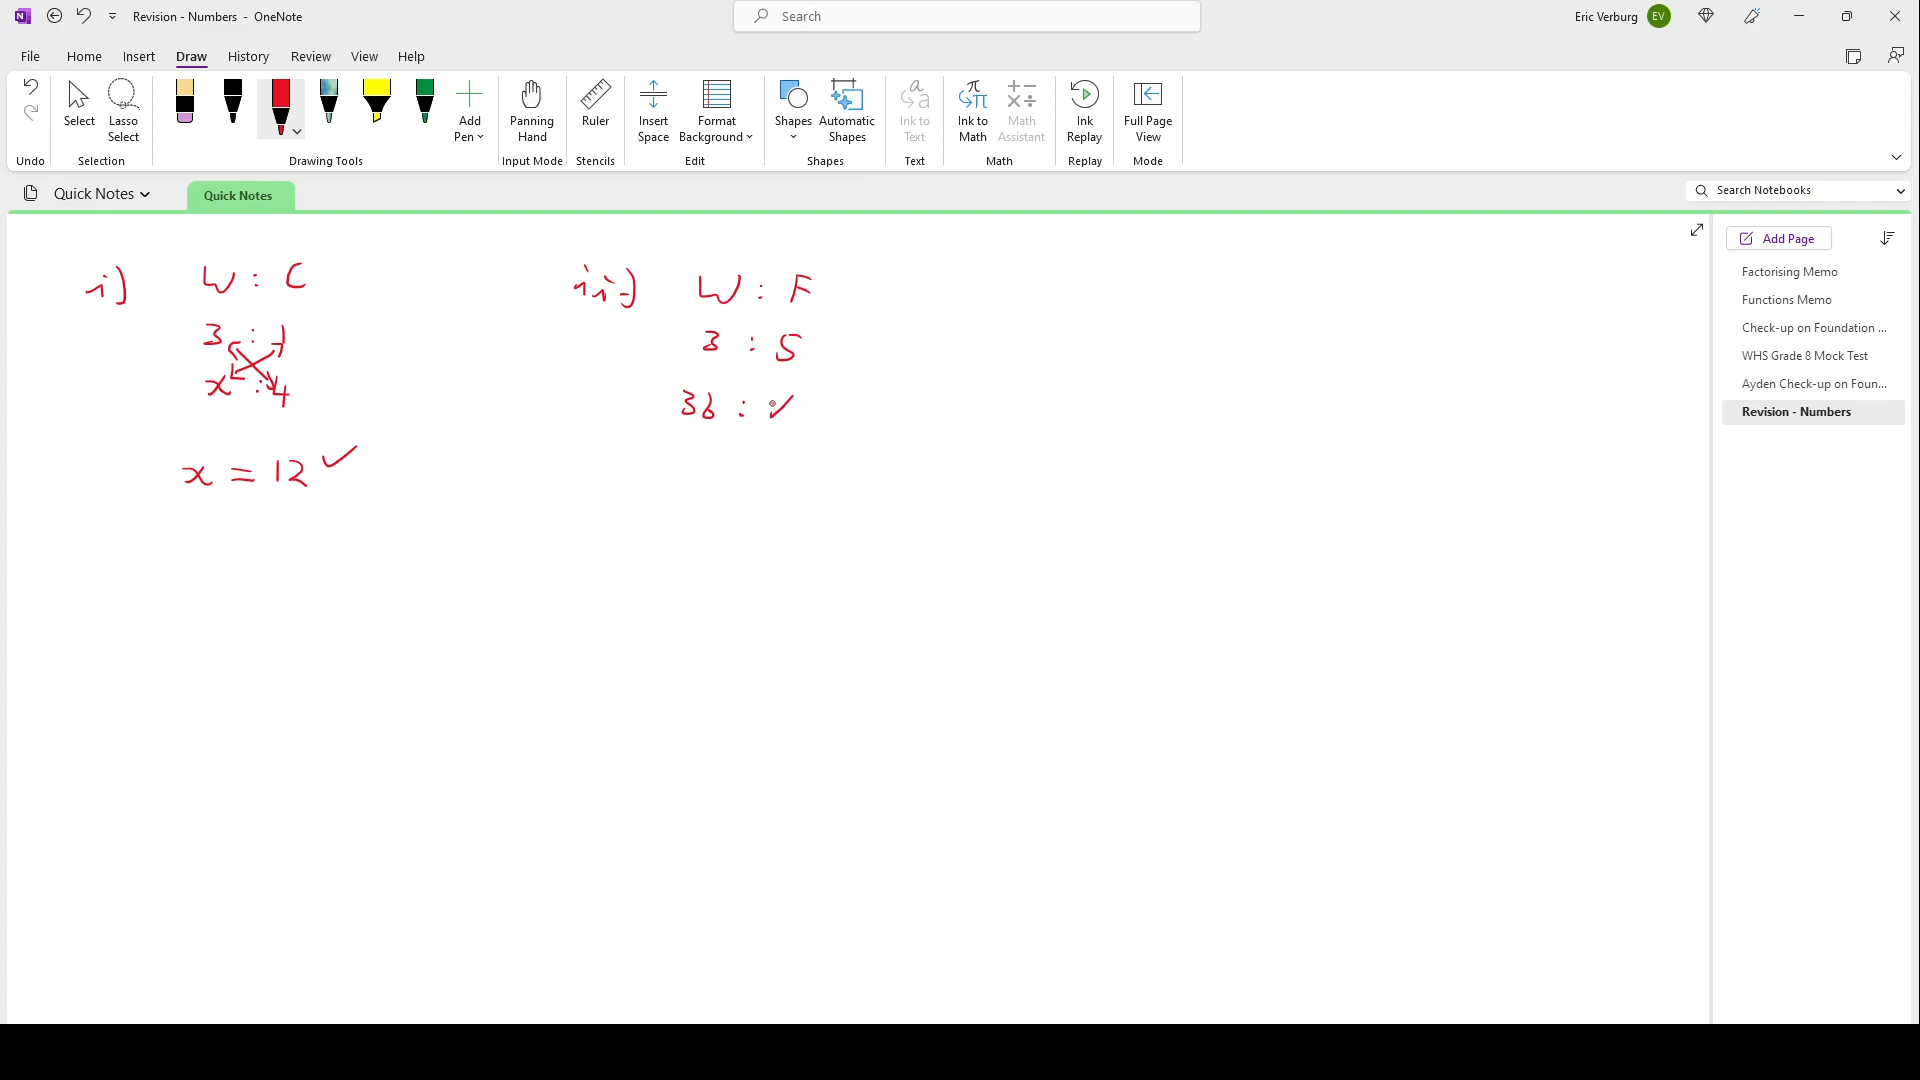 Revision - Numbers - OneNote
Search
Eric Verburg EV
File Home Insert Draw History Review View Help
Select
Lasso Select
Add Pen
Panning Hand
Ruler
Insert Space
Format Background
Shapes
Automatic Shapes
Ink to Text
Ink to Math
Math Assistant
Ink Replay
Full Page View
Undo Selection Drawing Tools Input Mode Stencils Edit Shapes Text Math Replay Mode
Quick Notes Quick Notes
Search Notebooks
Add Page
Factorising Memo
Functions Memo
Check-up on Foundation ...
WHS Grade 8 Mock Test
Ayden Check-up on Foun...
Revision - Numbers
i) W : C
3 : 1
x : 4
x = 12 ✓
ii) W : F
3 : 5
36 :